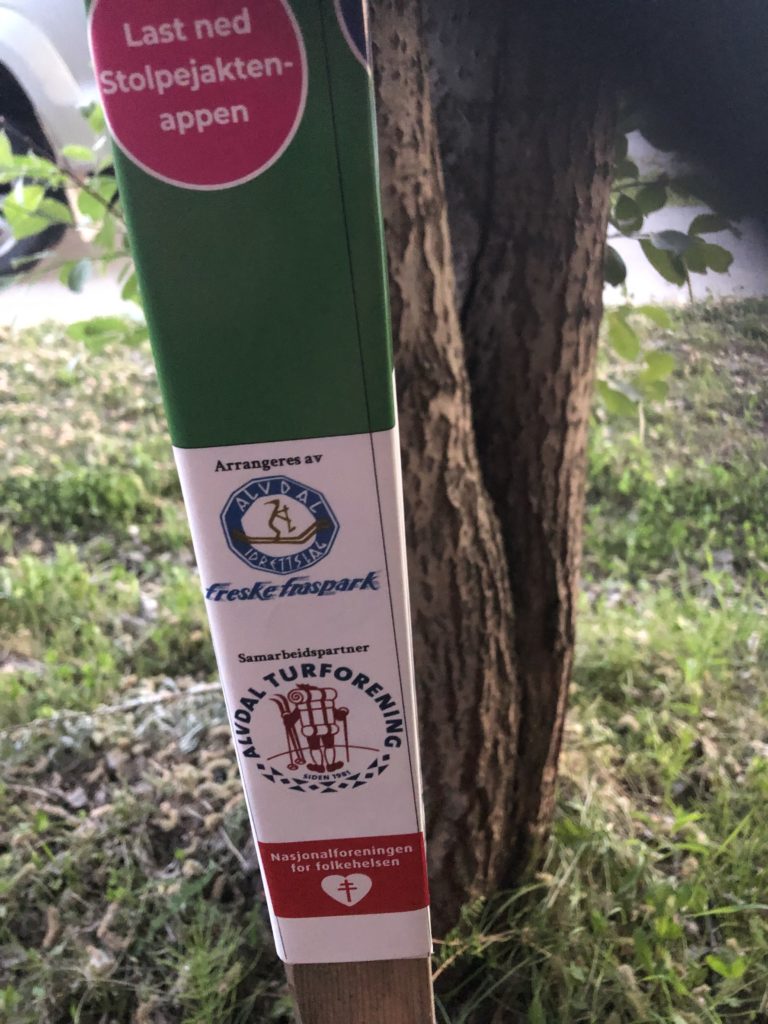 Last ned
Stolpejakten-
appen
Arrangeres av
ALVDAL
IDRETTSLAG
Freske fraspark
Samarbeidspartner
ALVDAL TURFORENING
SIDEN 1981
Nasjonalforeningen
for folkehelsen